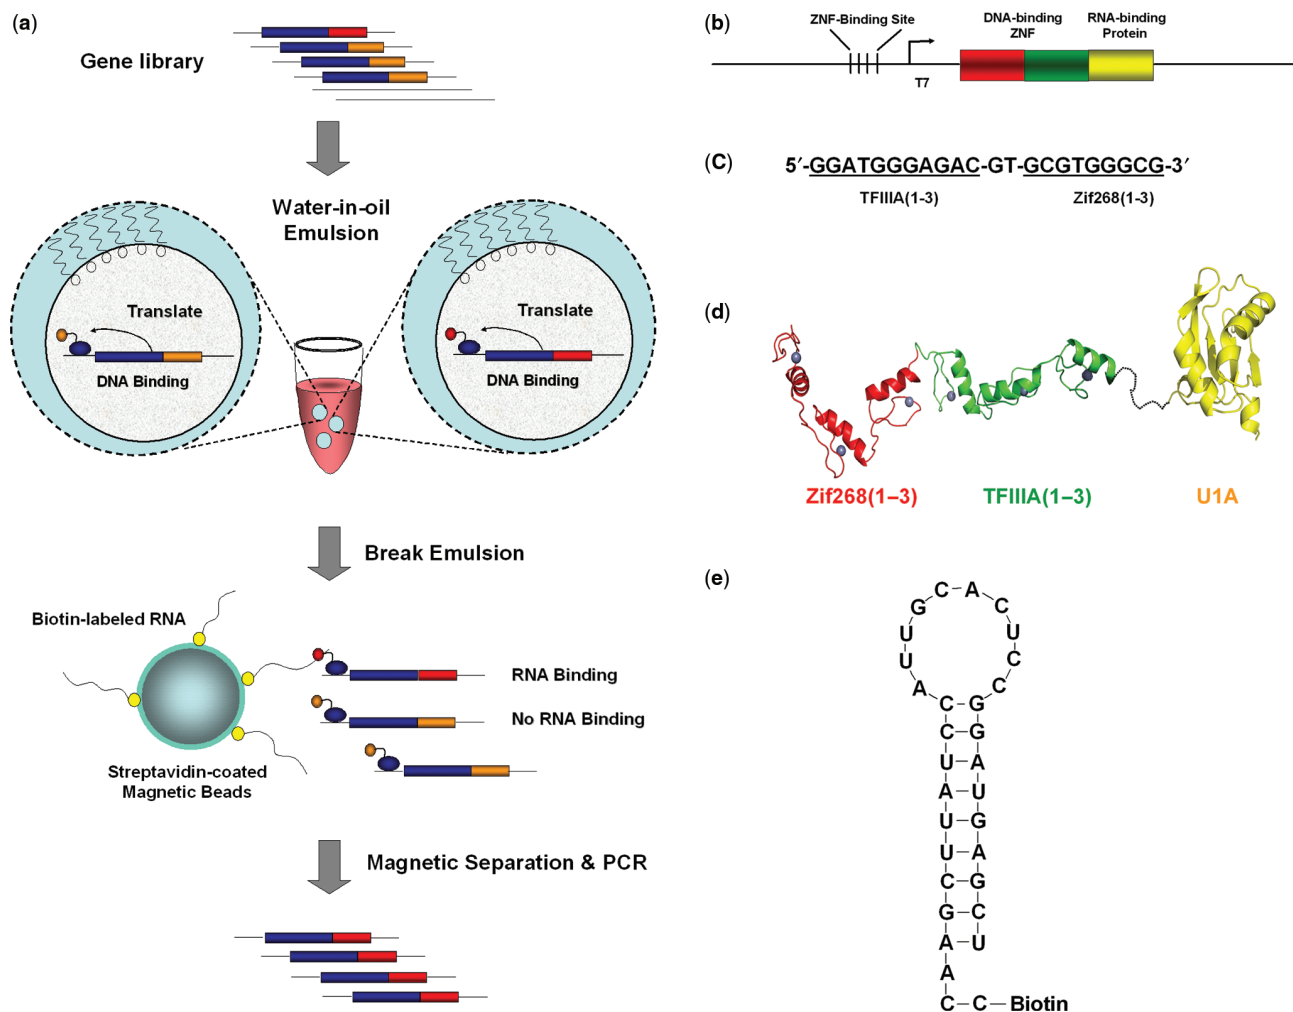 (a)
Gene library
Water-in-oil
Emulsion
Translate
DNA Binding
Translate
DNA Binding
Break Emulsion
Biotin-labeled RNA
RNA Binding
No RNA Binding
Streptavidin-coated
Magnetic Beads
Magnetic Separation & PCR
(b)
ZNF-Binding Site
DNA-binding
ZNF
RNA-binding
Protein
T7
(C)
5′-GGATGGGAGAC-GT-GCGTGGGCG-3′
TFIIIA(1-3)
Zif268(1-3)
(d)
Zif268(1–3)
TFIIIA(1–3)
U1A
(e)
G C A C
U U
U C
A C
C G
C–G
U–A
A–U
U–G
U–A
C–G
G–C
A–U
A
C C–Biotin